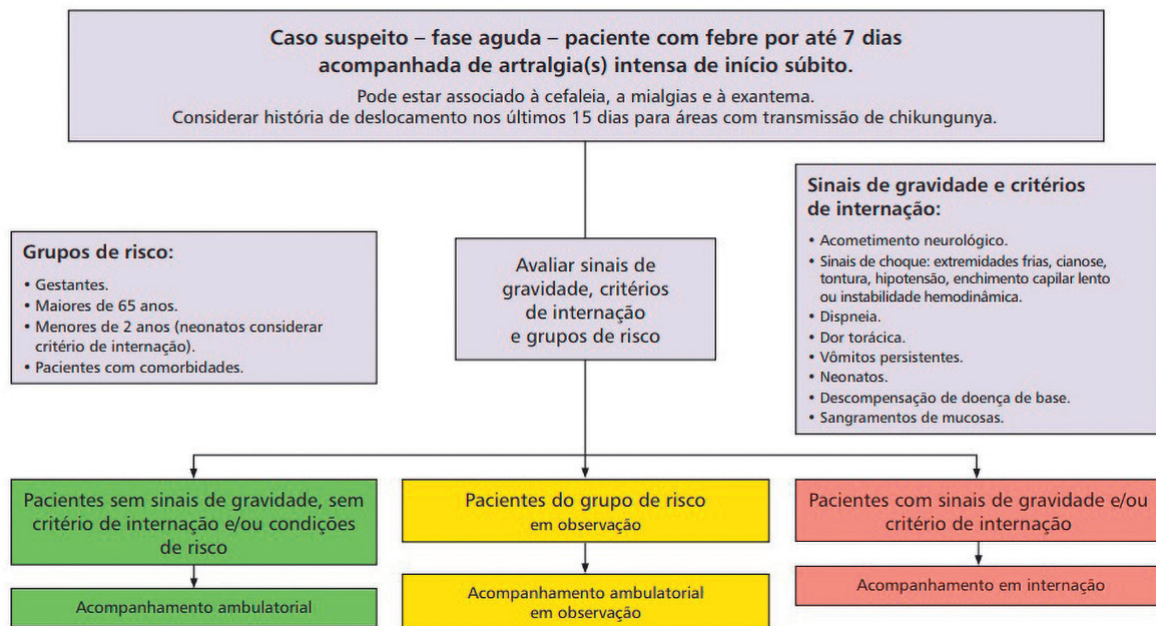 Caso suspeito – fase aguda – paciente com febre por até 7 dias
acompanhada de artralgia(s) intensa de início súbito.
Pode estar associado à cefaleia, a mialgias e à exantema.
Considerar história de deslocamento nos últimos 15 dias para áreas com transmissão de chikungunya.
Grupos de risco:
• Gestantes.
• Maiores de 65 anos.
• Menores de 2 anos (neonatos considerar
critério de internação).
• Pacientes com comorbidades.
Avaliar sinais de
gravidade, critérios
de internação
e grupos de risco
Sinais de gravidade e critérios
de internação:
• Acometimento neurológico.
• Sinais de choque: extremidades frias, cianose,
tontura, hipotensão, enchimento capilar lento
ou instabilidade hemodinâmica.
• Dispneia.
• Dor torácica.
• Vômitos persistentes.
• Neonatos.
• Descompensação de doença de base.
• Sangramentos de mucosas.
Pacientes sem sinais de gravidade, sem
critério de internação e/ou condições
de risco
Acompanhamento ambulatorial
Pacientes do grupo de risco
em observação
Acompanhamento ambulatorial
em observação
Pacientes com sinais de gravidade e/ou
critério de internação
Acompanhamento em internação